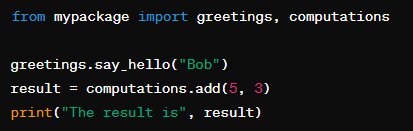 from mypackage import greetings, computations
greetings.say_hello("Bob")
result = computations.add(5, 3)
print("The result is", result)